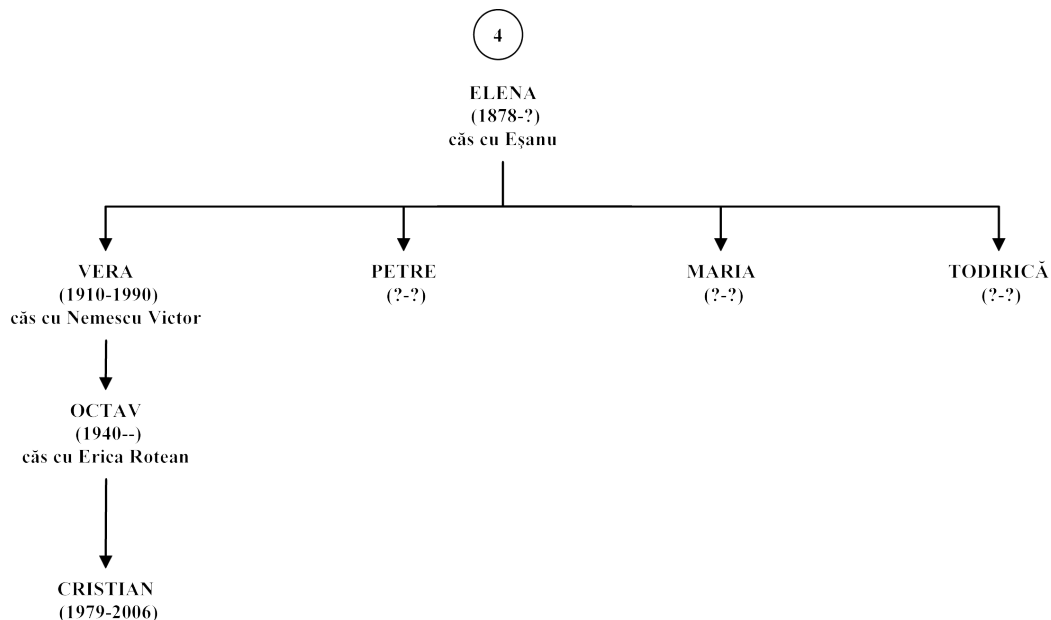 4
ELENA
(1878-?)
căs cu Eşanu
VERA
(1910-1990)
căs cu Nemescu Victor
PETRE
(?-?)
MARIA
(?-?)
TODIRICĂ
(?-?)
OCTAV
(1940--)
căs cu Erica Rotean
CRISTIAN
(1979-2006)